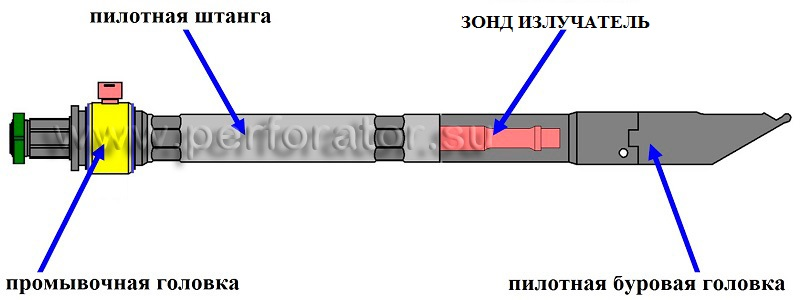 пилотная штанга
ЗОНД ИЗЛУЧАТЕЛЬ
www.perforator.su
промывочная головка
пилотная буровая головка